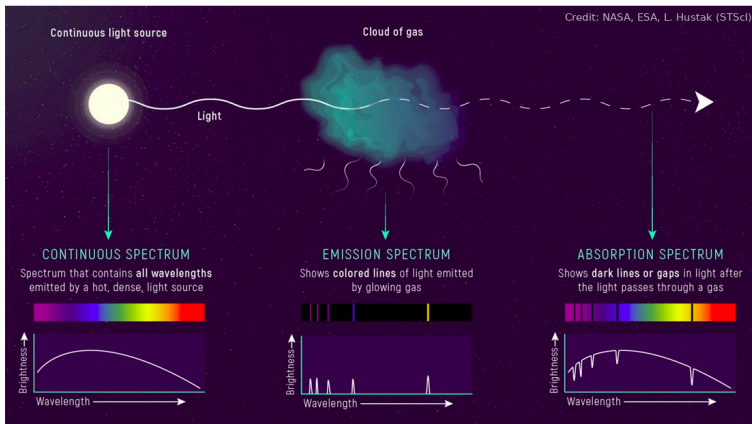 Credit: NASA, ESA, L. Hustak (STScI)
Continuous light source
Cloud of gas
Light
CONTINUOUS SPECTRUM
Spectrum that contains all wavelengths
emitted by a hot, dense, light source
Brightness
Wavelength
EMISSION SPECTRUM
Shows colored lines of light emitted
by glowing gas
Brightness
Wavelength
ABSORPTION SPECTRUM
Shows dark lines or gaps in light after
the light passes through a gas
Brightness
Wavelength